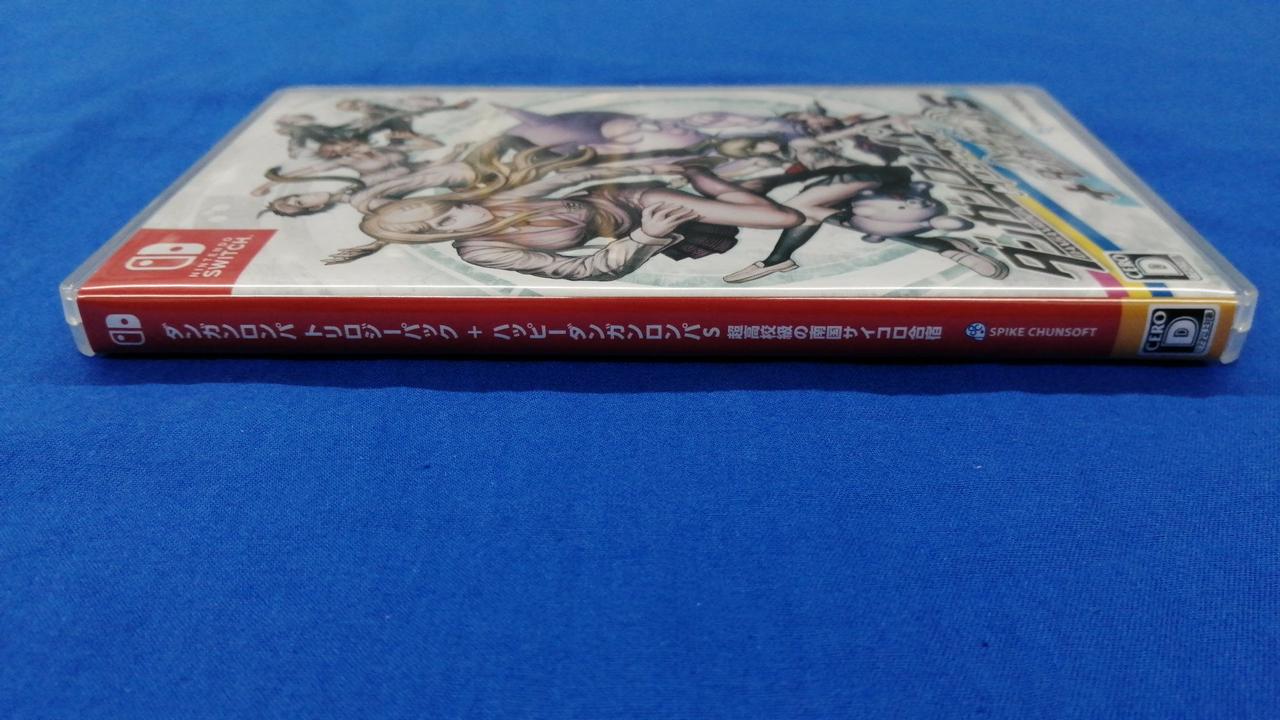 NINTENDO
SWITCH
ダンガンロンパ トリロジーパック + ハッピーダンガンロンパS 超高校級の南国サイコロ合宿
SPIKE CHUNSOFT
CERO
D
CERO
D